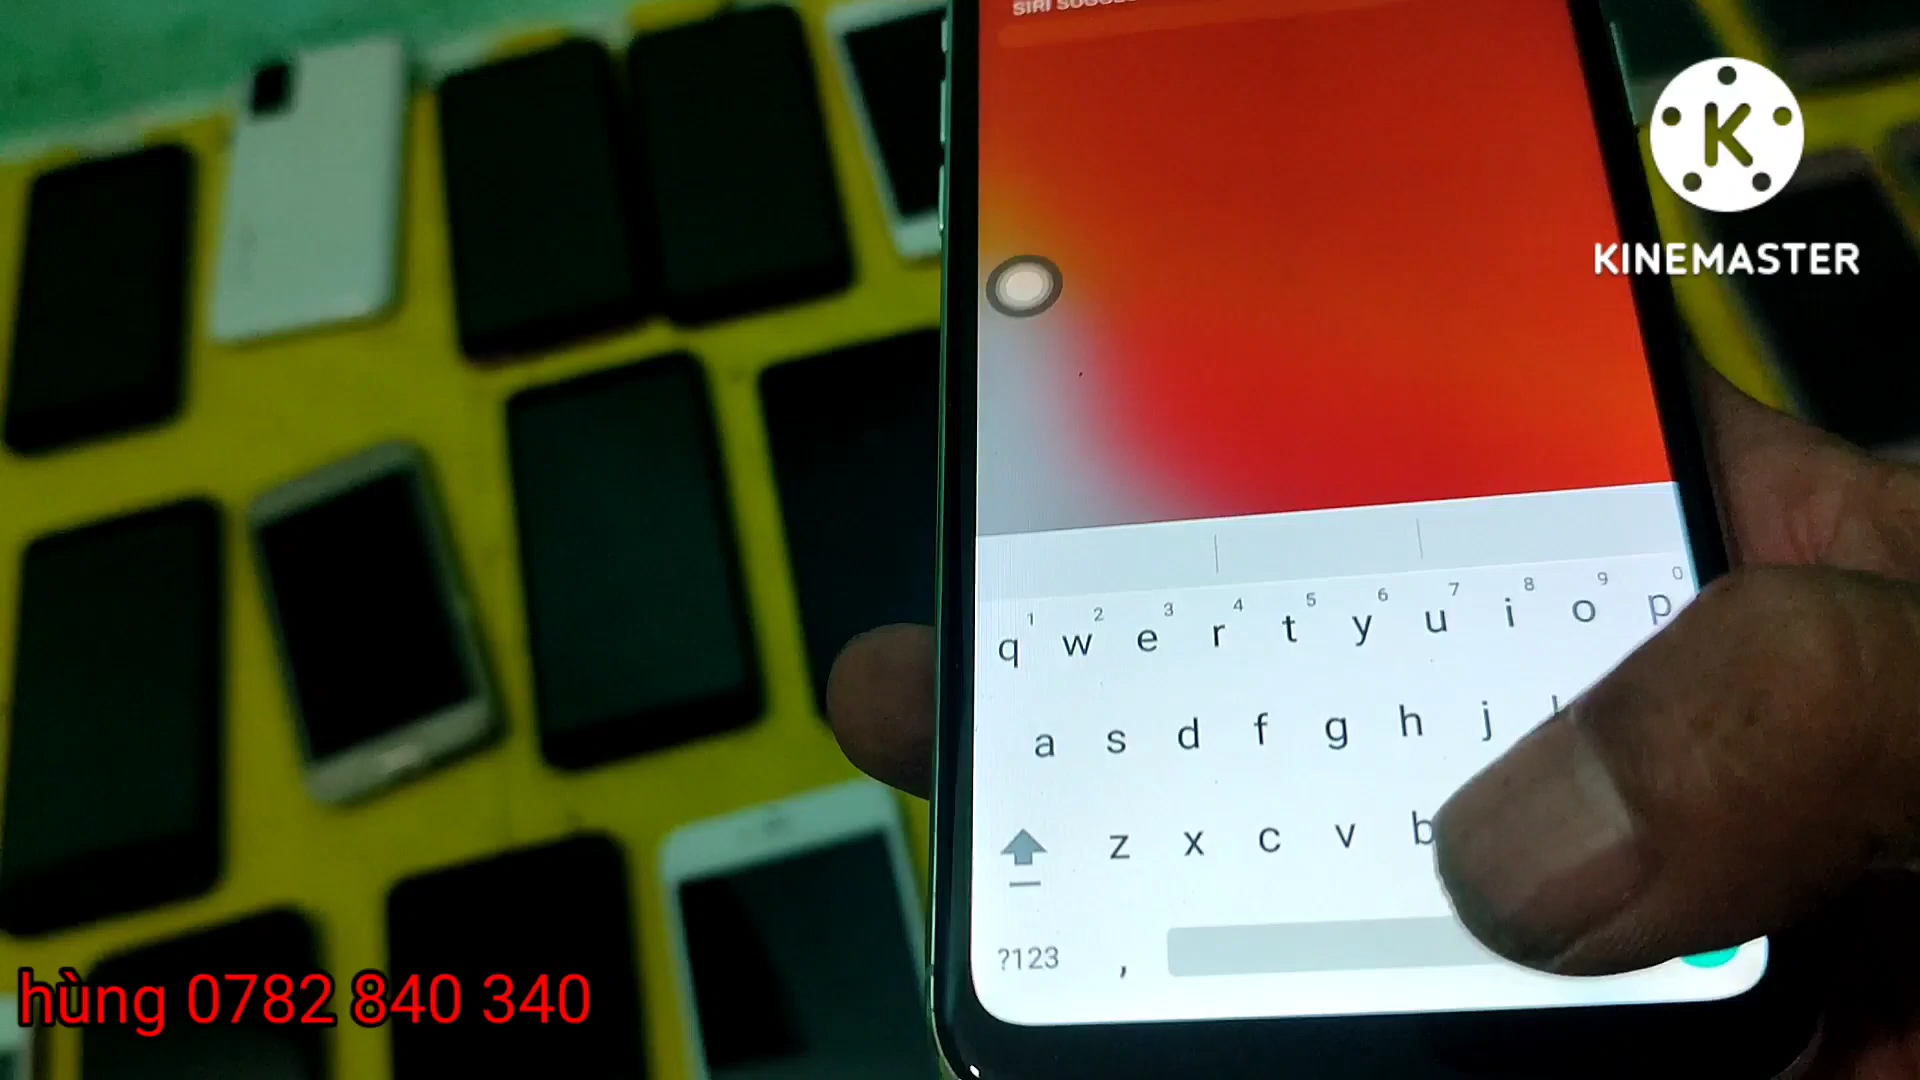 SIRI
K
KINEMASTER
1 2 3 4 5 6 7 8 9 0
q w e r t y u i o p
a s d f g h j
z x c v b
?123 ,
hùng 0782 840 340